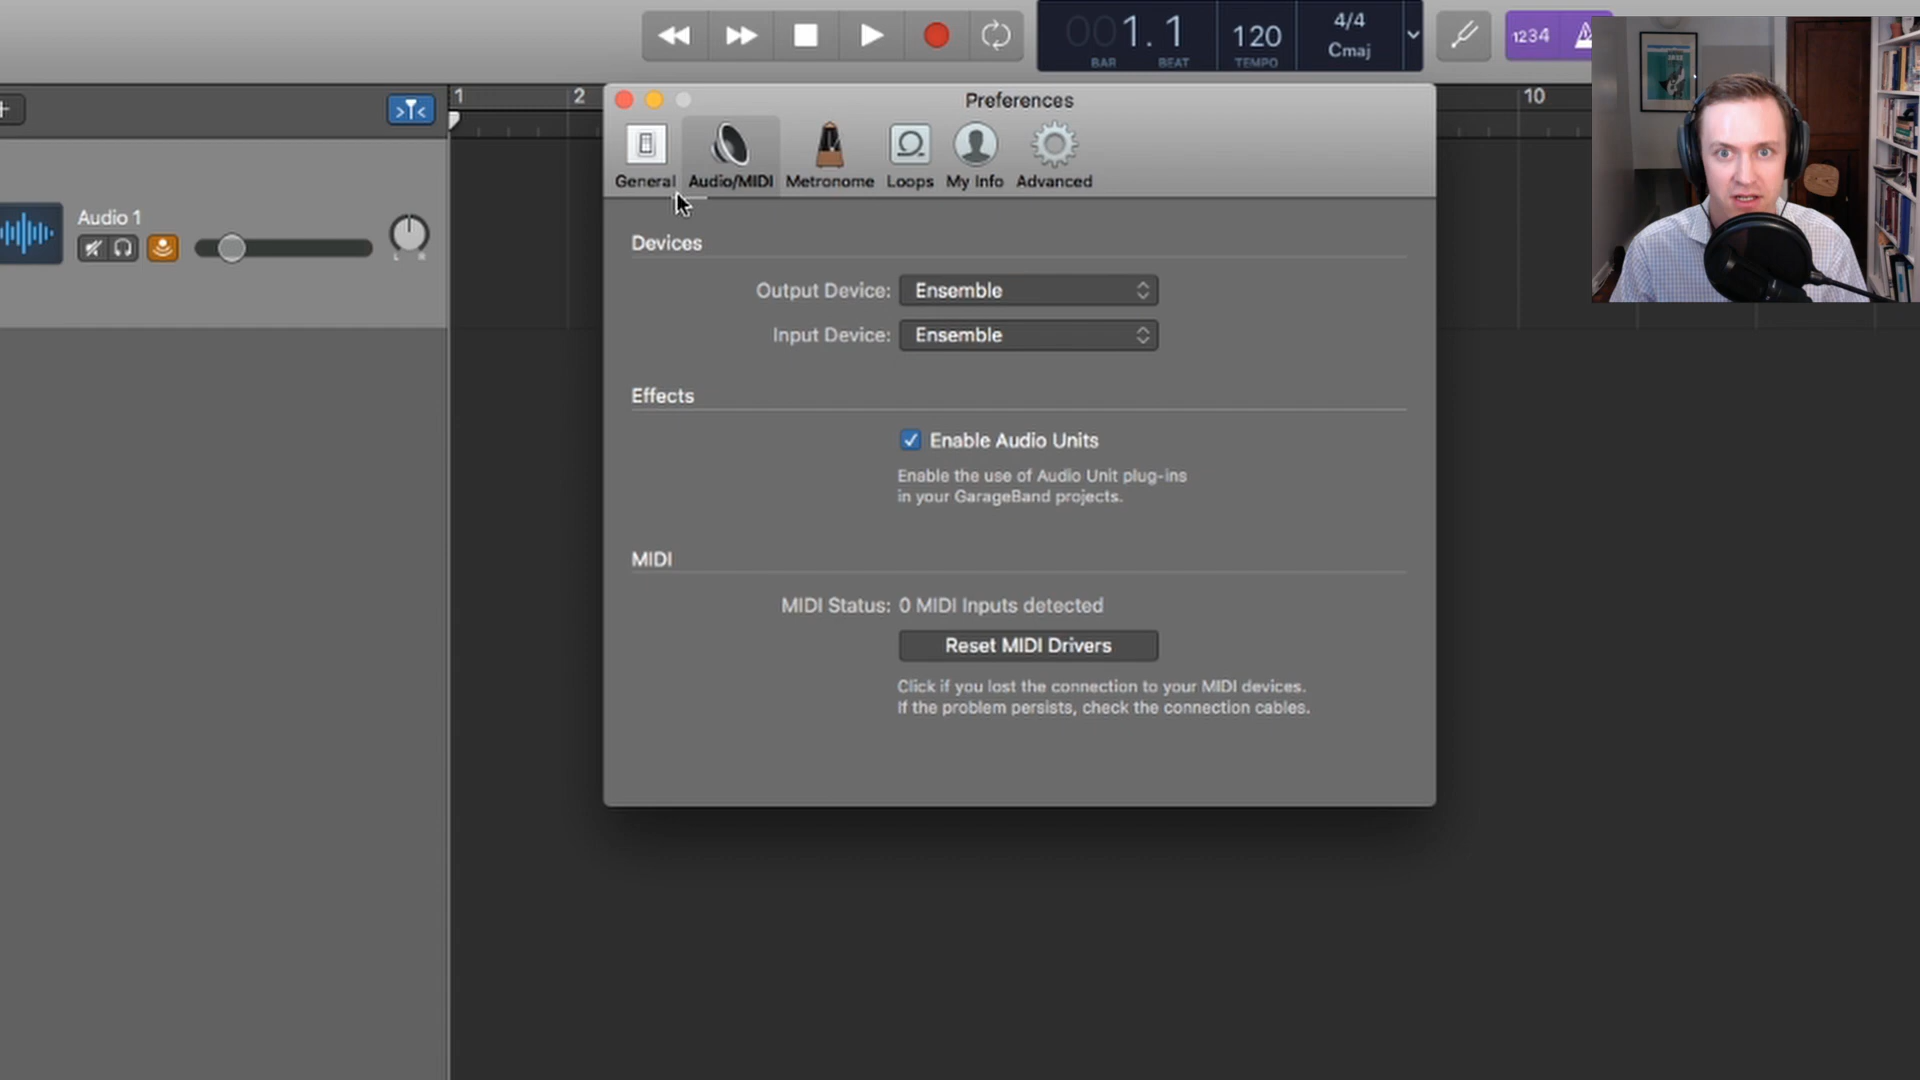 001. 1
BAR
BEAT
120
TEMPO
4/4
Cmaj
1234
1
2
10
Preferences
General
Audio/MIDI
Metronome
Loops
My Info
Advanced
Audio 1
L R
Devices
Output Device: Ensemble
Input Device: Ensemble
Effects
Enable Audio Units
Enable the use of Audio Unit plug-ins
in your GarageBand projects.
MIDI
MIDI Status: 0 MIDI Inputs detected
Reset MIDI Drivers
Click if you lost the connection to your MIDI devices.
If the problem persists, check the connection cables.